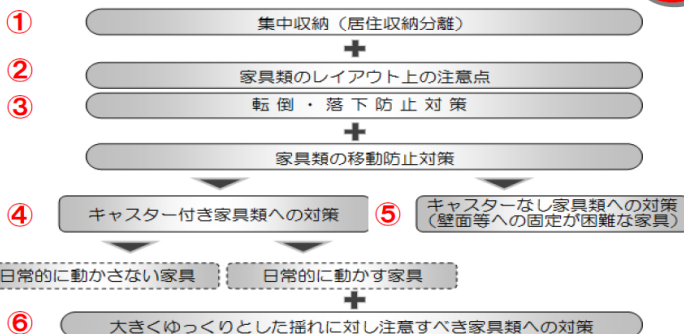 ① 集中収納（居住収納分離）
② 家具類のレイアウト上の注意点
③ 転倒・落下防止対策
家具類の移動防止対策
④ キャスター付き家具類への対策
⑤ キャスターなし家具類への対策
（壁面等への固定が困難な家具）
日常的に動かさない家具
日常的に動かす家具
⑥ 大きくゆっくりとした揺れに対し注意すべき家具類への対策